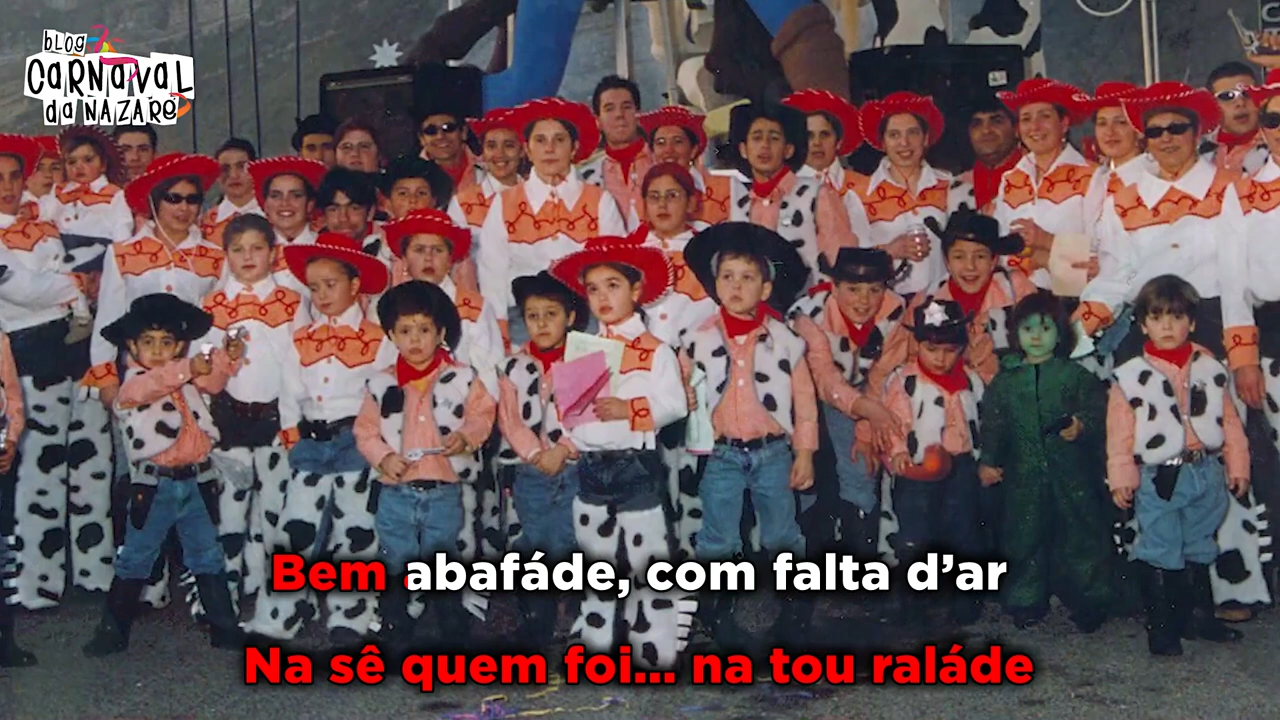 BLOG
CARNAVAL
da NAZARÉ
Bem abafáde, com falta d’ar
Na sê quem foi... na tou raláde